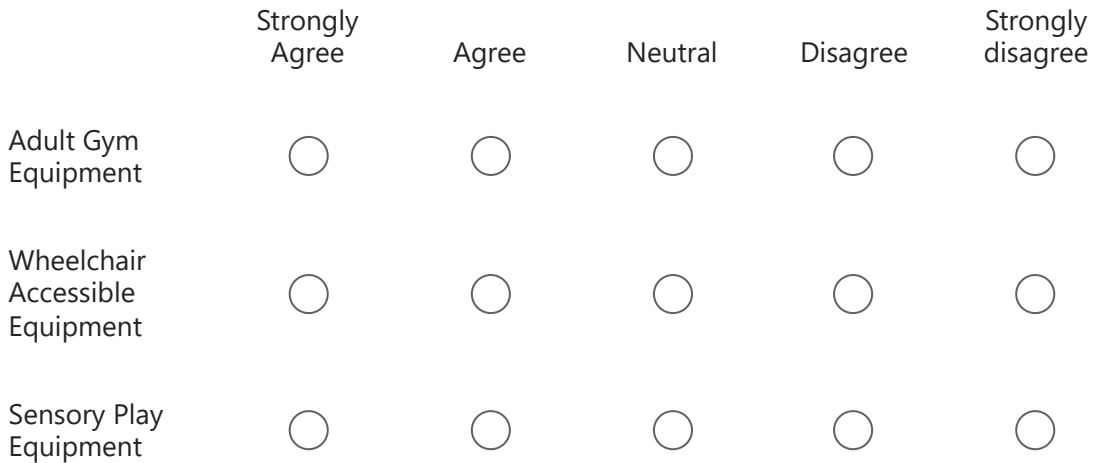 Strongly
Agree
Agree
Neutral
Disagree
Strongly
disagree
Adult Gym
Equipment
Wheelchair
Accessible
Equipment
Sensory Play
Equipment